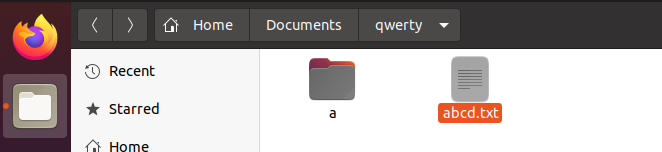 Home Documents qwerty
Recent
Starred
Home
a
abcd.txt